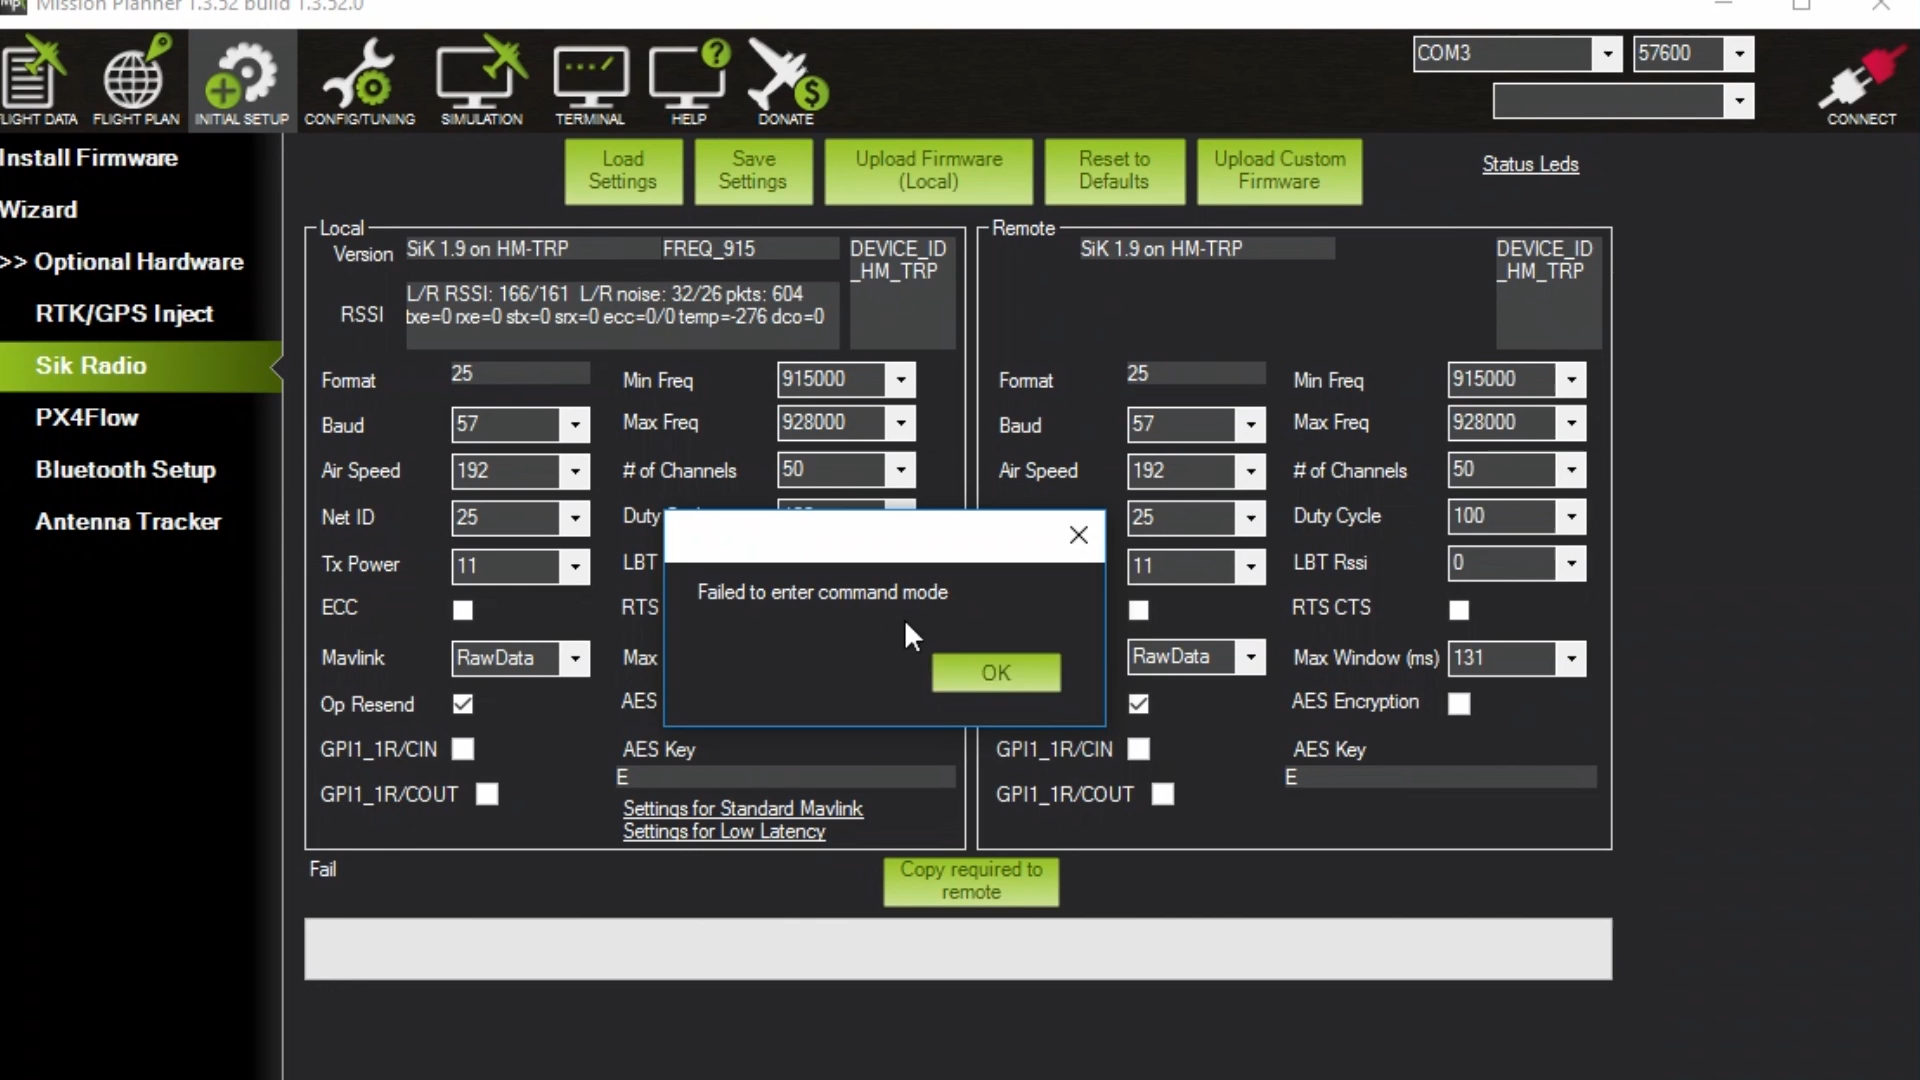 Mission Planner 1.3.52 build 1.3.52.0
COM3
57600
LIGHT DATA
FLIGHT PLAN
INITIAL SETUP
CONFIG/TUNING
SIMULATION
TERMINAL
HELP
DONATE
CONNECT
Install Firmware
Wizard
>> Optional Hardware
RTK/GPS Inject
Sik Radio
PX4Flow
Bluetooth Setup
Antenna Tracker
Load
Settings
Save
Settings
Upload Firmware
(Local)
Reset to
Defaults
Upload Custom
Firmware
Status Leds
Local
Version
SiK 1.9 on HM-TRP
FREQ_915
DEVICE_ID
_HM_TRP
RSSI
L/R RSSI: 166/161 L/R noise: 32/26 pkts: 604
txe=0 rxe=0 stx=0 srx=0 ecc=0/0 temp=-276 dco=0
Format
25
Min Freq
915000
Baud
57
Max Freq
928000
Air Speed
192
# of Channels
50
Net ID
25
Duty
Tx Power
11
LBT
ECC
RTS
Mavlink
RawData
Max
Op Resend
AES
GPI1_1R/CIN
AES Key
E
GPI1_1R/COUT
Settings for Standard Mavlink
Settings for Low Latency
Failed to enter command mode
OK
Remote
SiK 1.9 on HM-TRP
DEVICE_ID
_HM_TRP
Format
25
Min Freq
915000
Baud
57
Max Freq
928000
Air Speed
192
# of Channels
50
25
Duty Cycle
100
11
LBT Rssi
0
RTS CTS
RawData
Max Window (ms)
131
AES Encryption
GPI1_1R/CIN
AES Key
E
GPI1_1R/COUT
Fail
Copy required to
remote